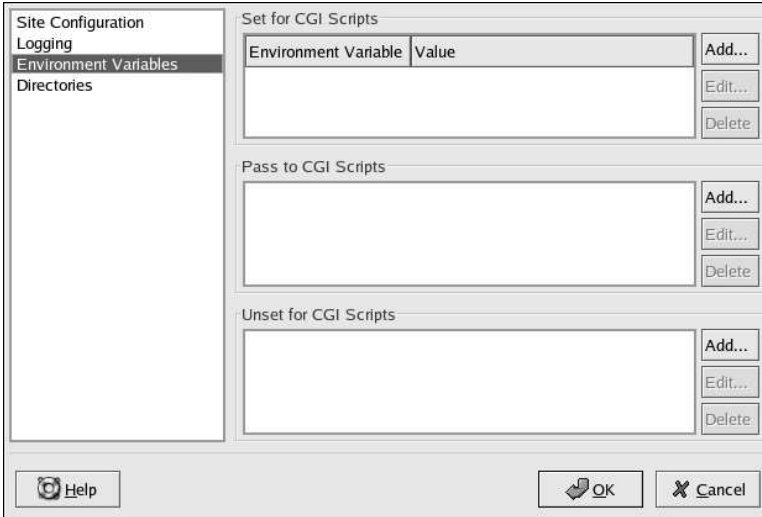 Site Configuration
Logging
Environment Variables
Directories
Set for CGI Scripts
Environment Variable Value
Add...
Edit...
Delete
Pass to CGI Scripts
Add...
Edit...
Delete
Unset for CGI Scripts
Add...
Edit...
Delete
Help
OK
Cancel